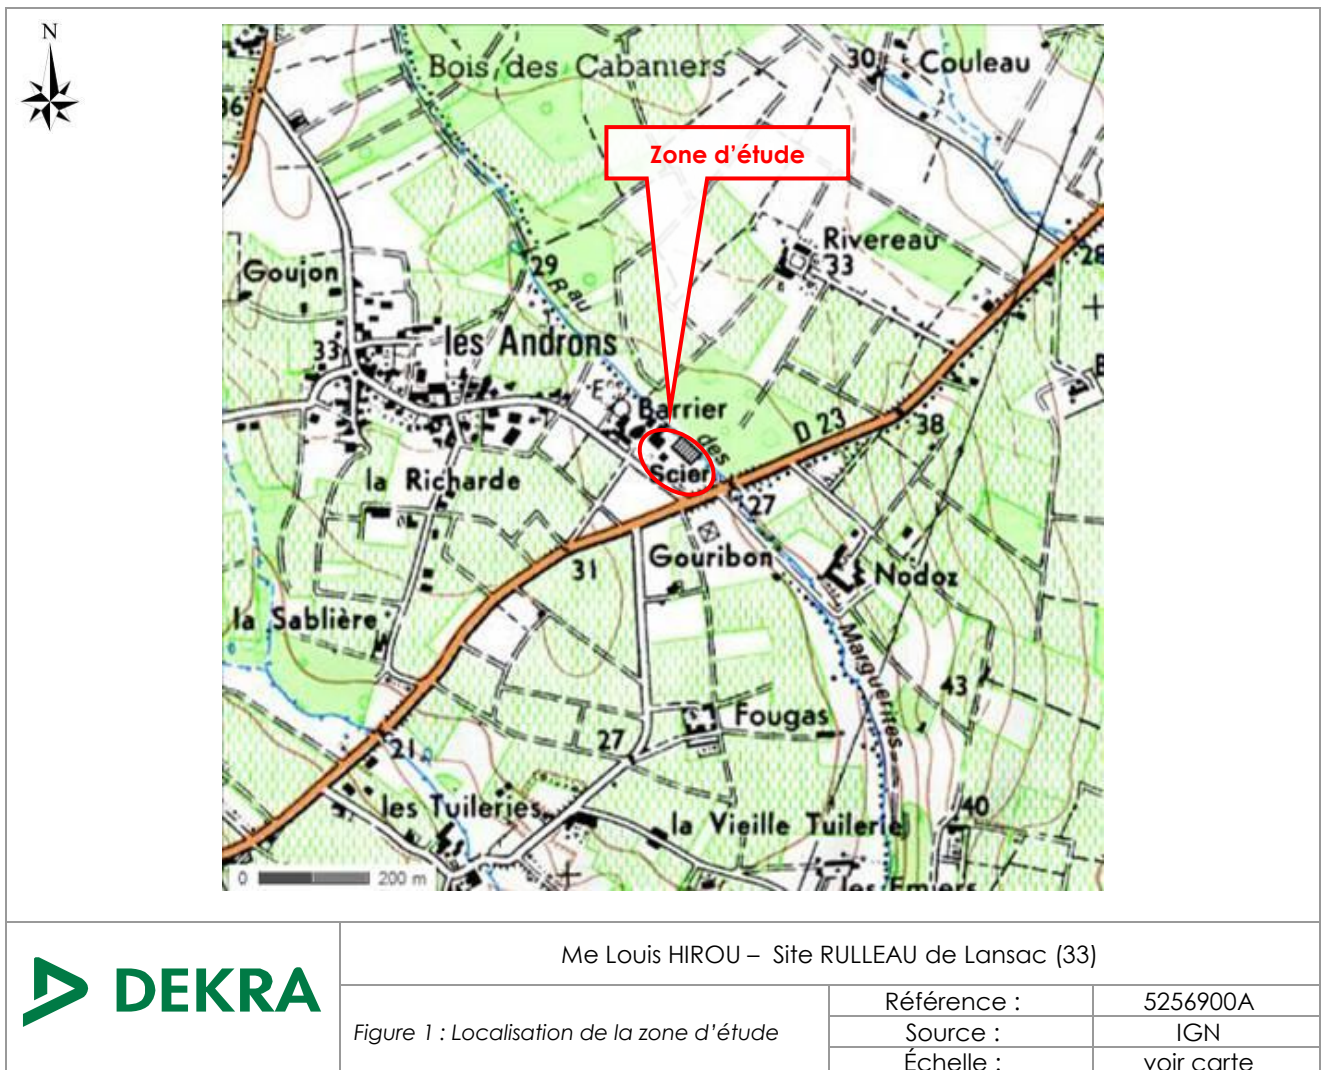 N
Bois des Cabaniers
30
Couleau
36
Zone d'étude
Rivereau
33
28
Goujon
29
Rau
les Androns
33
Barrier
des
D 23
38
la Richarde
Scier
27
Gouribon
31
Nodoz
la Sablière
Marguerites
43
Fougas
27
21
les Tuileries
la Vieille Tuilerie
40
les Emiers
0 200 m
DEKRA
Me Louis HIROU – Site RULLEAU de Lansac (33)
Figure 1 : Localisation de la zone d'étude
Référence : 5256900A
Source : IGN
Échelle : voir carte